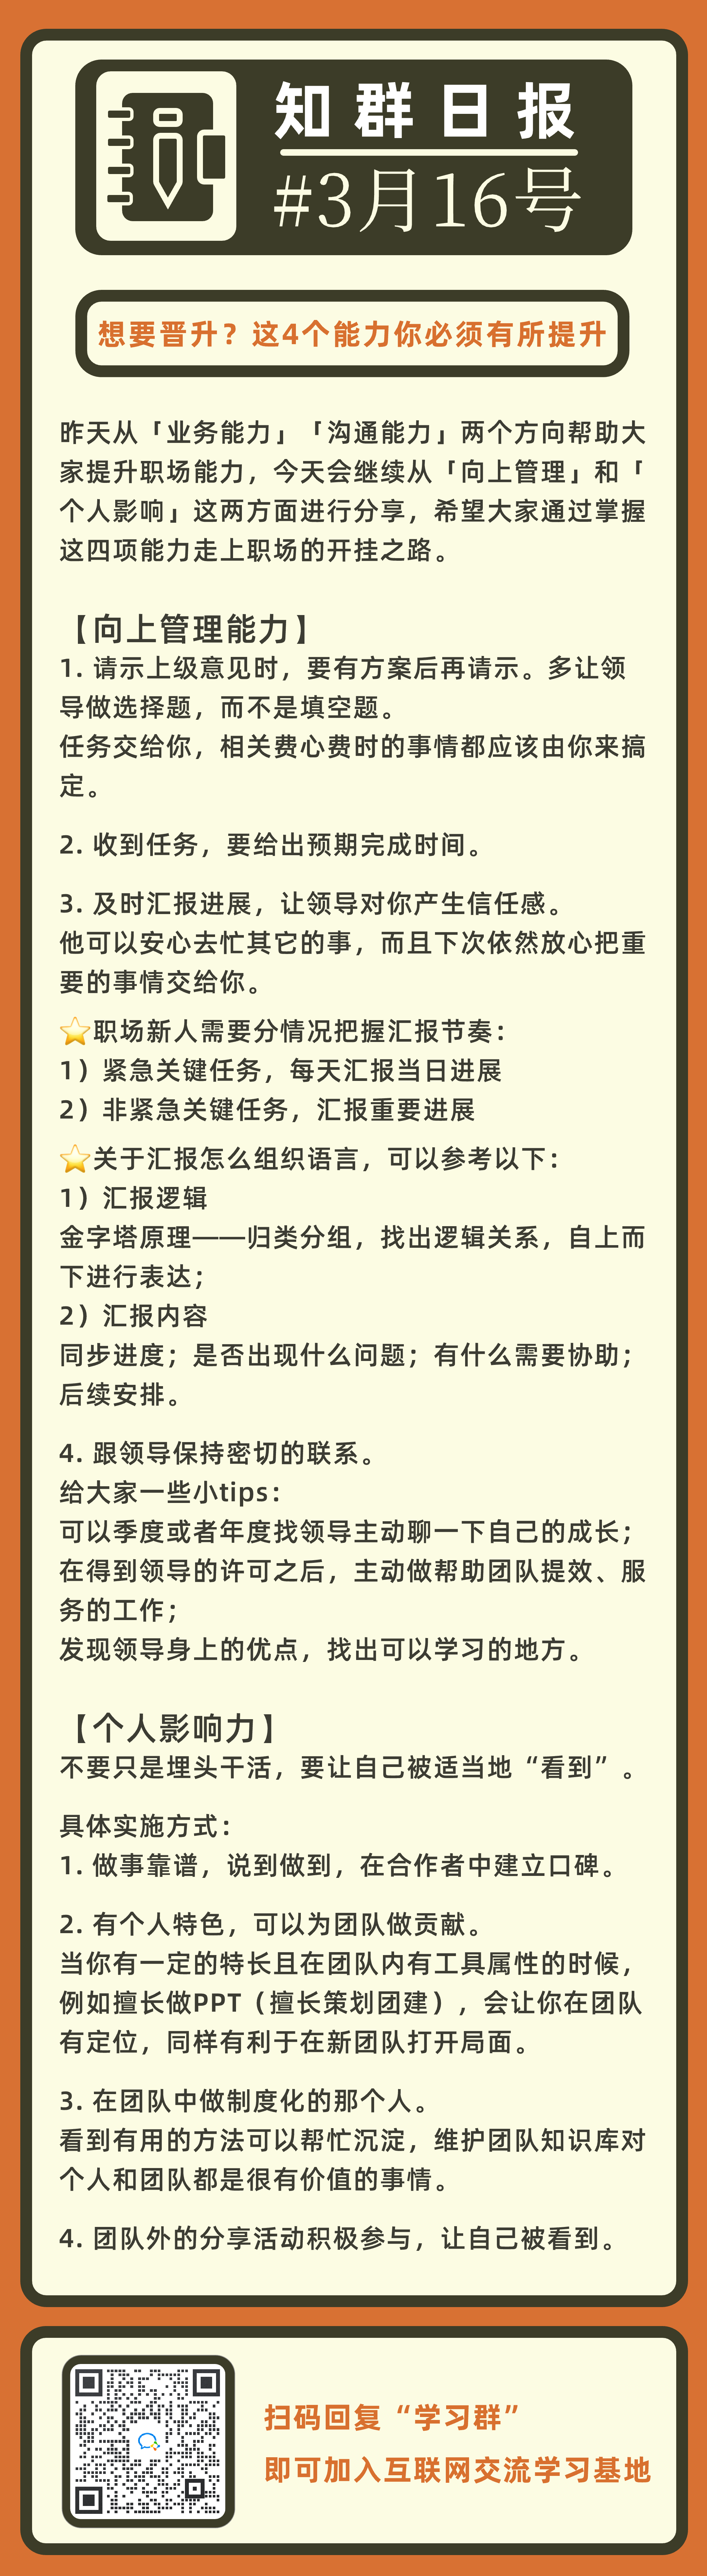 知群日报
#3月16号
想要晋升？这4个能力你必须有所提升
昨天从「业务能力」「沟通能力」两个方向帮助大
家提升职场能力，今天会继续从「向上管理」和「
个人影响」这两方面进行分享，希望大家通过掌握
这四项能力走上职场的开挂之路。
【向上管理能力】
1. 请示上级意见时，要有方案后再请示。多让领
导做选择题，而不是填空题。
任务交给你，相关费心费时的事情都应该由你来搞
定。
2. 收到任务，要给出预期完成时间。
3. 及时汇报进展，让领导对你产生信任感。
他可以安心去忙其它的事，而且下次依然放心把重
要的事情交给你。
⭐职场新人需要分情况把握汇报节奏：
1）紧急关键任务，每天汇报当日进展
2）非紧急关键任务，汇报重要进展
⭐关于汇报怎么组织语言，可以参考以下：
1）汇报逻辑
金字塔原理——归类分组，找出逻辑关系，自上而
下进行表达；
2）汇报内容
同步进度；是否出现什么问题；有什么需要协助；
后续安排。
4. 跟领导保持密切的联系。
给大家一些小tips：
可以季度或者年度找领导主动聊一下自己的成长；
在得到领导的许可之后，主动做帮助团队提效、服
务的工作；
发现领导身上的优点，找出可以学习的地方。
【个人影响力】
不要只是埋头干活，要让自己被适当地“看到”。
具体实施方式：
1. 做事靠谱，说到做到，在合作者中建立口碑。
2. 有个人特色，可以为团队做贡献。
当你有一定的特长且在团队内有工具属性的时候，
例如擅长做PPT（擅长策划团建），会让你在团队
有定位，同样有利于在新团队打开局面。
3. 在团队中做制度化的那个人。
看到有用的方法可以帮忙沉淀，维护团队知识库对
个人和团队都是很有价值的事情。
4. 团队外的分享活动积极参与，让自己被看到。
扫码回复“学习群”
即可加入互联网交流学习基地